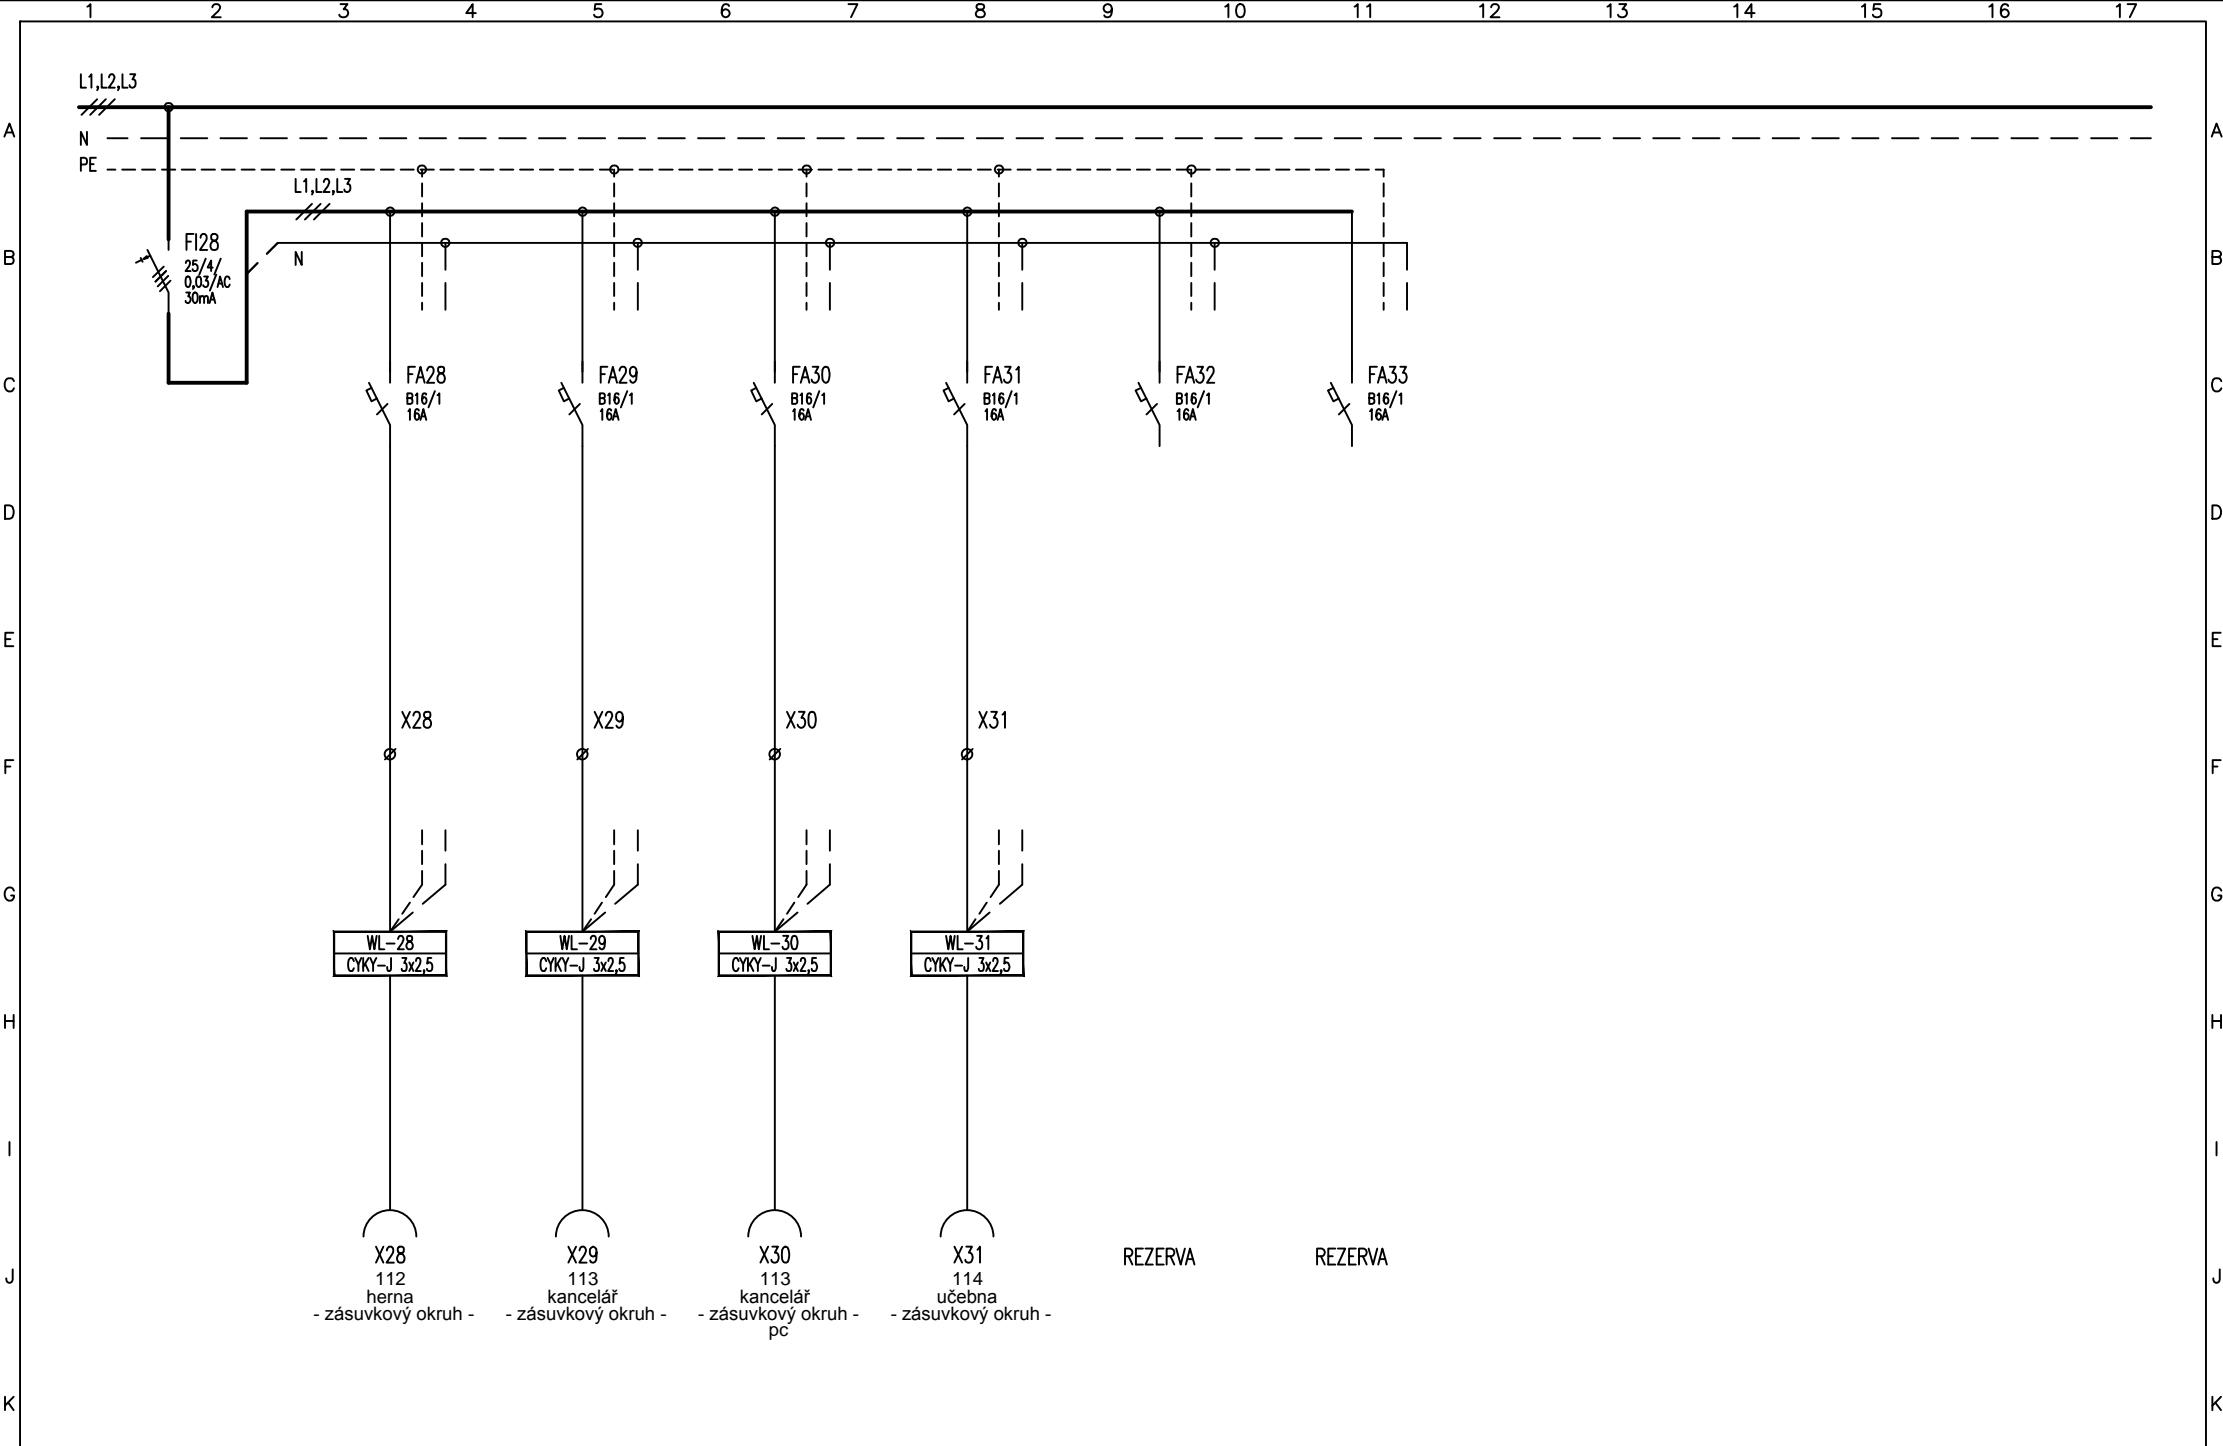 1 2 3 4 5 6 7 8 9 10 11 12 13 14 15 16 17
L1,L2,L3
A A
N
PE
L1,L2,L3
FI28
B N B
25/4/
0,03/AC
30mA
FA28 FA29 FA30 FA31 FA32 FA33
C C
B16/1 B16/1 B16/1 B16/1 B16/1 B16/1
16A 16A 16A 16A 16A 16A
D D
E E
X28 X29 X30 X31
F F
G G
WL-28 WL-29 WL-30 WL-31
CYKY-J 3x2,5 CYKY-J 3x2,5 CYKY-J 3x2,5 CYKY-J 3x2,5
H H
I I
X28 X29 X30 X31 REZERVA REZERVA
J 112 113 113 114 J
herna kancelář kancelář učebna
- zásuvkový okruh - - zásuvkový okruh - - zásuvkový okruh - - zásuvkový okruh -
pc
K K